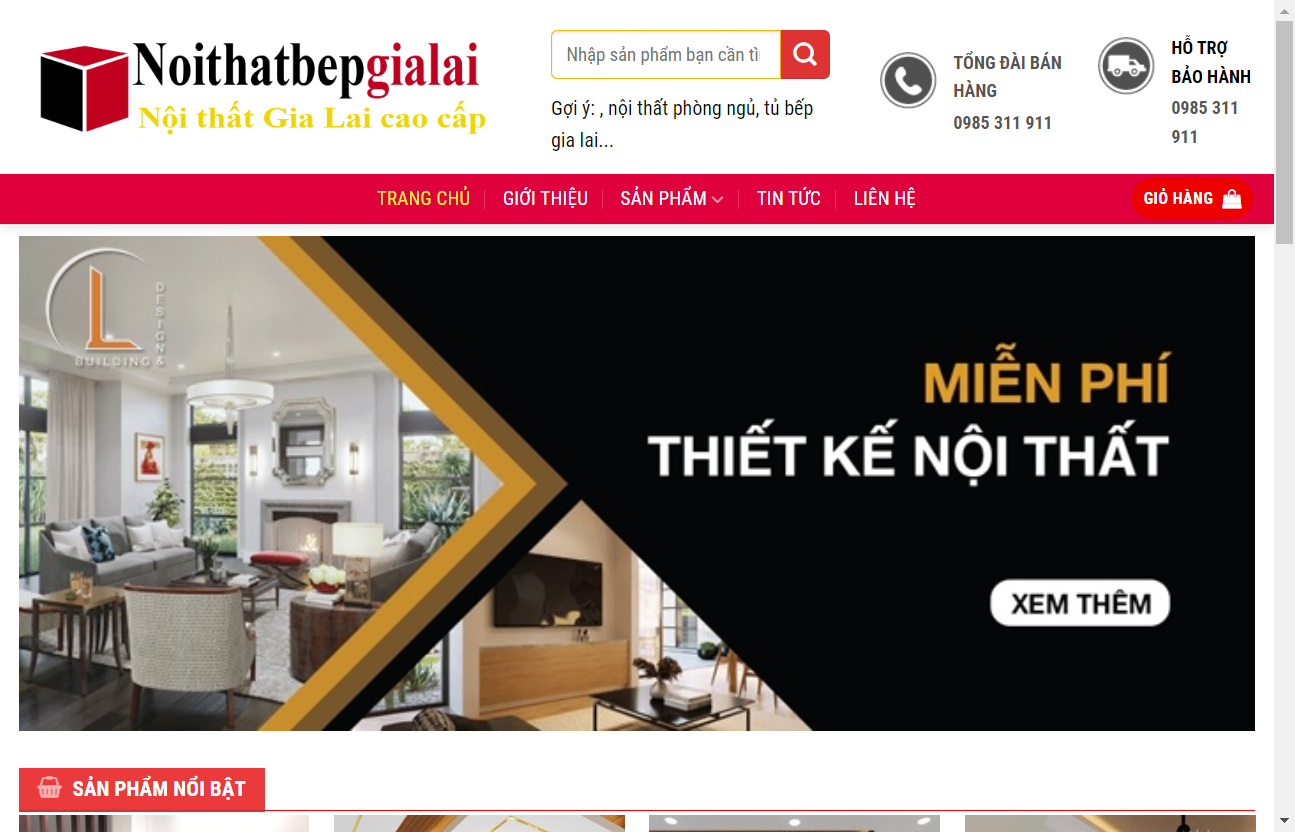 Noithatbepgialai
Nội thất Gia Lai cao cấp
Nhập sản phẩm bạn cần tì
Gợi ý: , nội thất phòng ngủ, tủ bếp
gia lai...
TỔNG ĐÀI BÁN
HÀNG
0985 311 911
HỖ TRỢ
BẢO HÀNH
0985 311
911
TRANG CHỦ
GIỚI THIỆU
SẢN PHẨM
TIN TỨC
LIÊN HỆ
GIỎ HÀNG
L
DESIGN &
BUILDING
MIỄN PHÍ
THIẾT KẾ NỘI THẤT
XEM THÊM
SẢN PHẨM NỔI BẬT